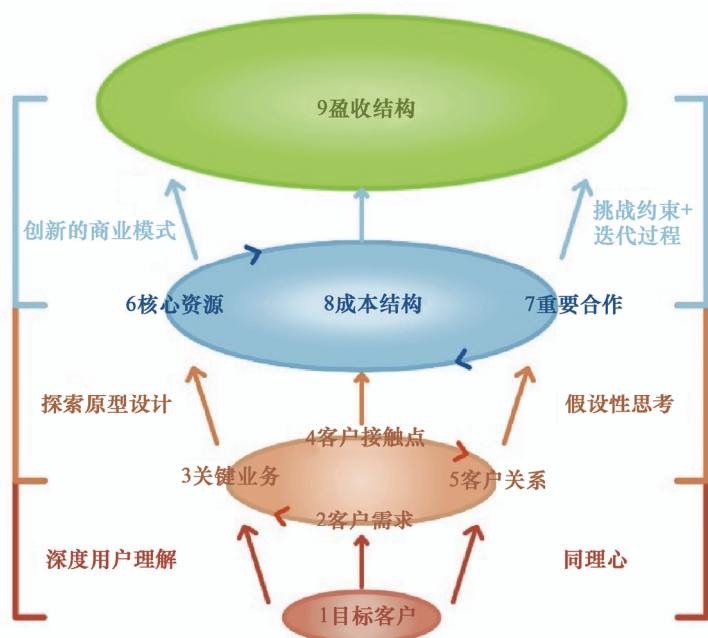 9盈收结构
创新的商业模式
挑战约束+
迭代过程
6核心资源
8成本结构
7重要合作
探索原型设计
假设性思考
4客户接触点
3关键业务
5客户关系
2客户需求
深度用户理解
同理心
1目标客户